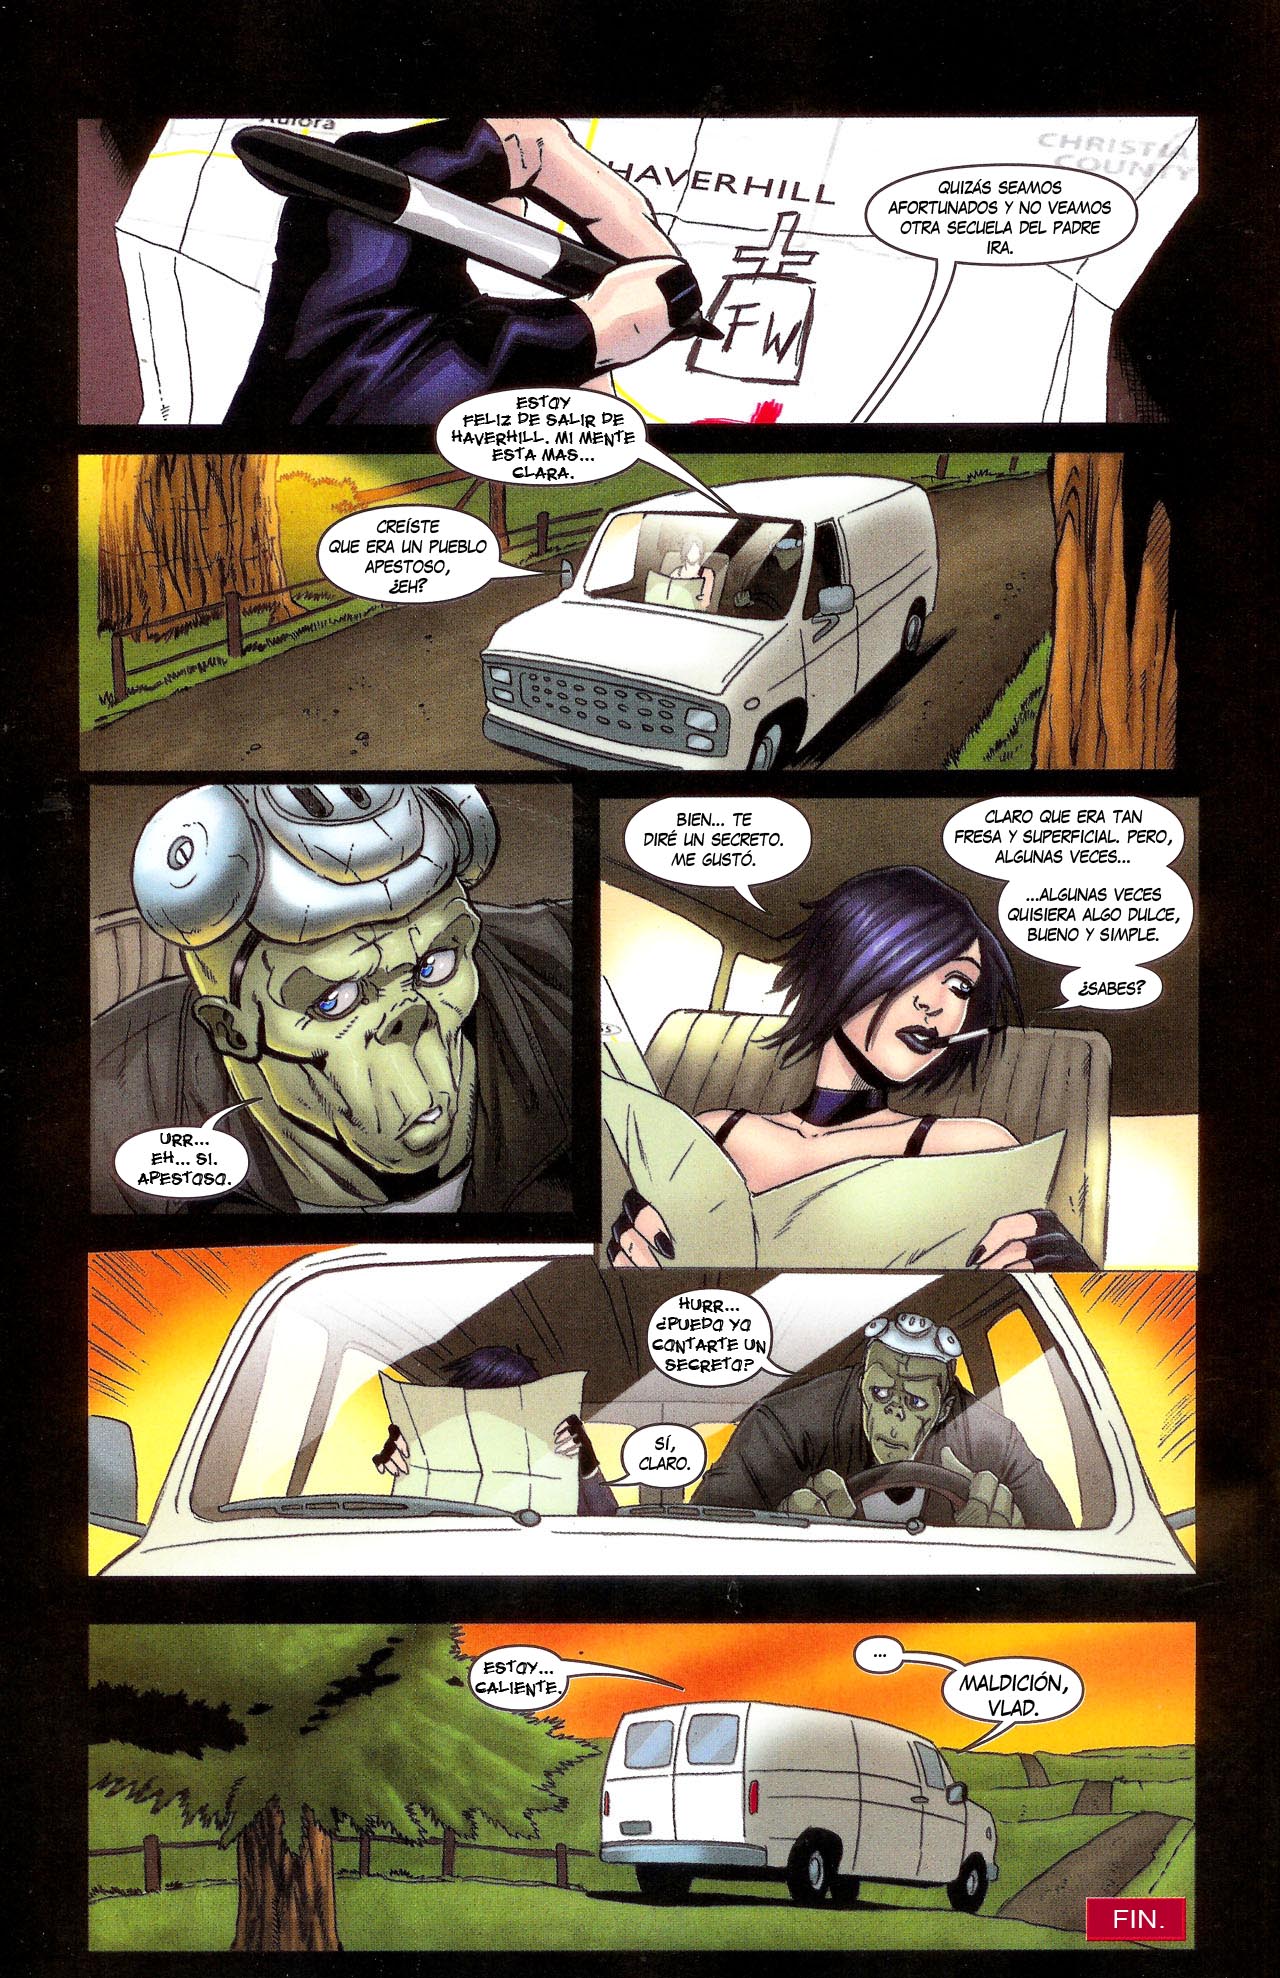 Aurora
HAVERHILL
CHRISTIA
COUNTY
FW
QUIZÁS SEAMOS
AFORTUNADOS Y NO VEAMOS
OTRA SECUELA DEL PADRE
IRA.
ESTOY
FELIZ DE SALIR DE
HAVERHILL. MI MENTE
ESTA MAS...
CLARA.
CREÍSTE
QUE ERA UN PUEBLO
APESTOSO,
¿EH?
URR...
EH... SI.
APESTOSO.
BIEN... TE
DIRÉ UN SECRETO.
ME GUSTÓ.
CLARO QUE ERA TAN
FRESA Y SUPERFICIAL. PERO,
ALGUNAS VECES...
...ALGUNAS VECES
QUISIERA ALGO DULCE,
BUENO Y SIMPLE.
¿SABES?
HURR...
¿PUEDO YO
CONTARTE UN
SECRETO?
SÍ,
CLARO.
ESTOY...
CALIENTE.
...
MALDICIÓN,
VLAD.
FIN.